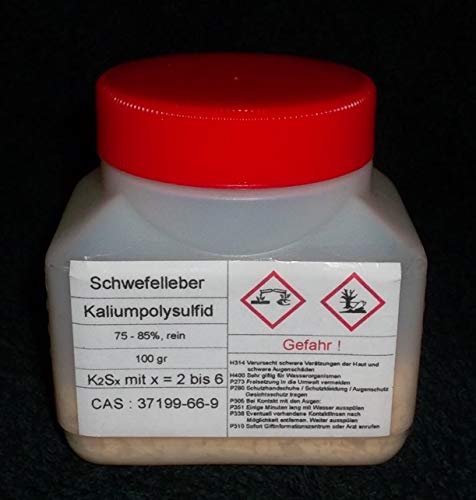 Schwefelleber
Kaliumpolysulfid
75 - 85%, rein
100 gr
K2Sx mit x = 2 bis 6
CAS : 37199-66-9
Gefahr !
H314 Verursacht schwere Verätzungen der Haut und
schwere Augenschäden
H400 Sehr giftig für Wasserorganismen
P273 Freisetzung in die Umwelt vermeiden
P280 Schutzhandschuhe / Schutzkleidung / Augenschutz
Gesichtsschutz tragen
P305 Bei Kontakt mit den Augen:
P351 Einige Minuten lang mit Wasser ausspülen
P338 Eventuell vorhandene Kontaktlinsen nach
Möglichkeit entfernen. Weiter ausspülen
P310 Sofort Giftinformationszentrum oder Arzt anrufen